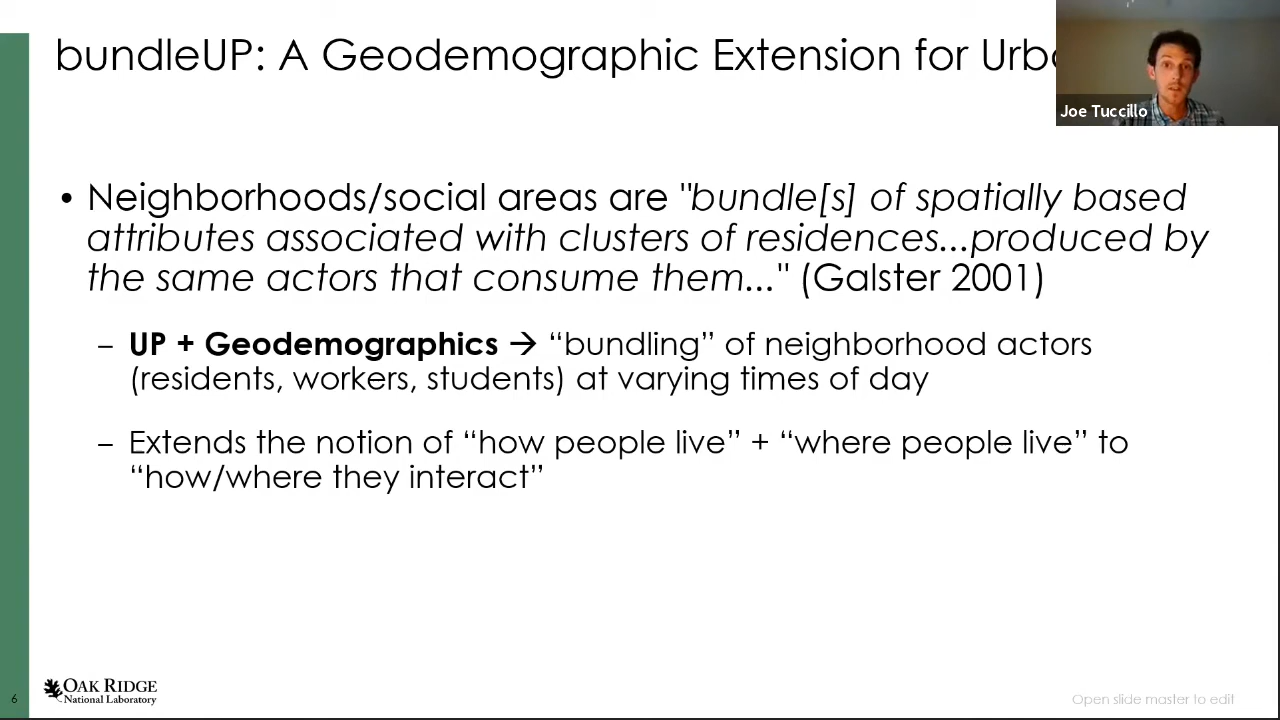 bundleUP: A Geodemographic Extension for
Joe Tuccillo
• Neighborhoods/social areas are "bundle[s] of spatially based
attributes associated with clusters of residences...produced by
the same actors that consume them..." (Galster 2001)
– UP + Geodemographics → “bundling” of neighborhood actors
(residents, workers, students) at varying times of day
– Extends the notion of “how people live” + “where people live” to
“how/where they interact”
6
OAK RIDGE
National Laboratory
Open slide master to edit